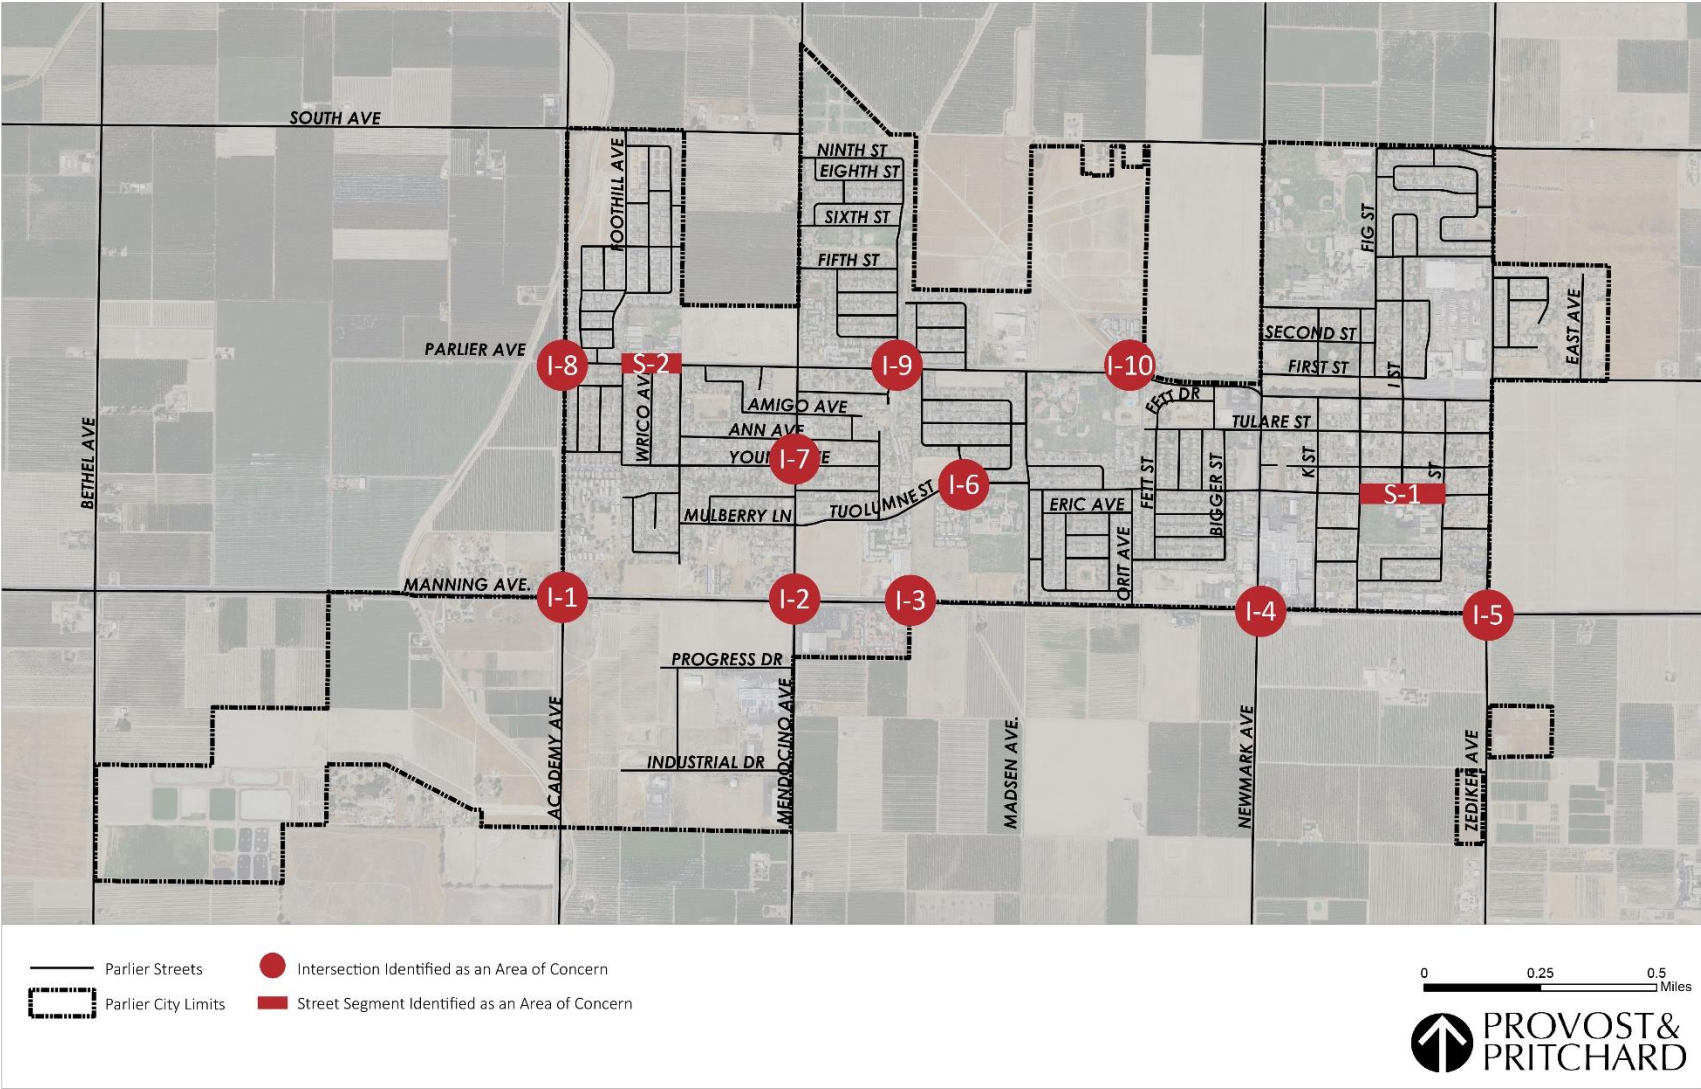 SOUTH AVE
FOOTHILL AVE
NINTH ST
EIGHTH ST
SIXTH ST
FIFTH ST
FIG ST
EAST AVE
SECOND ST
FIRST ST
I ST
PARLIER AVE
I-8
S-2
I-9
I-10
WRICO AV
AMIGO AVE
FETT DR
TULARE ST
ANN AVE
I-7
BETHEL AVE
K ST
ST
FETT ST
BIGGER ST
I-6
S-1
MULBERRY LN
TUOLUMNE ST
ERIC AVE
ORIT AVE
MANNING AVE.
I-1
I-2
I-3
I-4
I-5
PROGRESS DR
INDUSTRIAL DR
ACADEMY AVE
MENDOCINO AVE
MADSEN AVE.
NEWMARK AVE
ZEDIKER AVE
Parlier Streets
Intersection Identified as an Area of Concern
Parlier City Limits
Street Segment Identified as an Area of Concern
0 0.25 0.5
Miles
PROVOST&
PRITCHARD